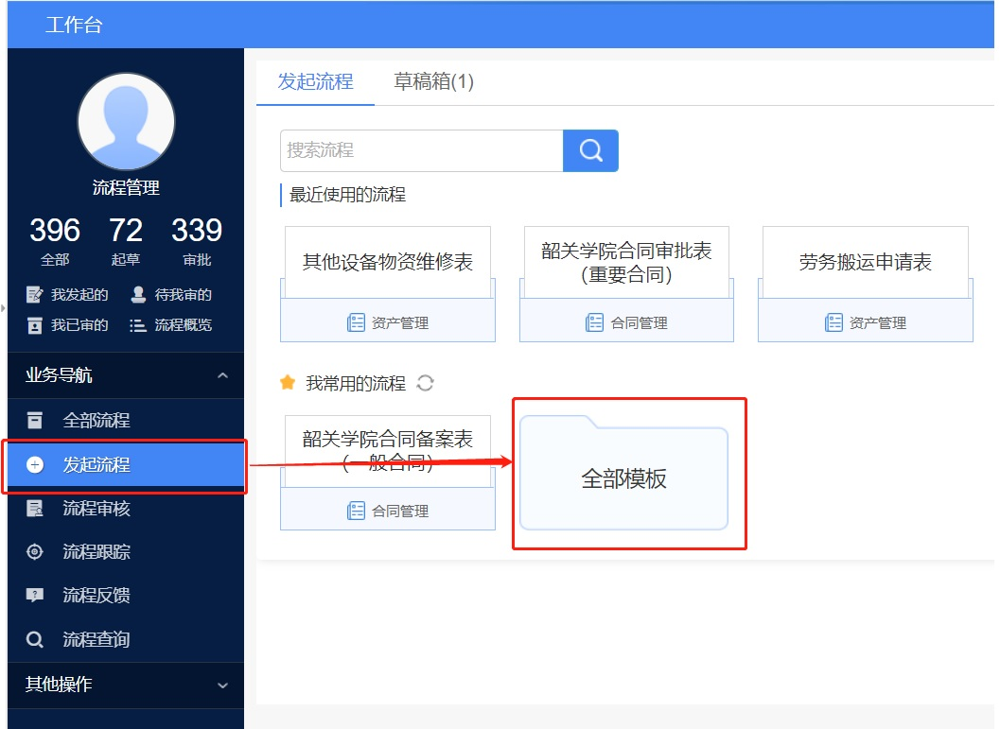 工作台
流程管理
396 72 339
全部 起草 审批
我发起的 待我审的
我已审的 流程概览
业务导航
全部流程
发起流程
流程审核
流程跟踪
流程反馈
流程查询
其他操作
发起流程 草稿箱(1)
搜索流程
最近使用的流程
其他设备物资维修表
资产管理
韶关学院合同审批表
（重要合同）
合同管理
劳务搬运申请表
资产管理
我常用的流程
韶关学院合同备案表
（一般合同）
合同管理
全部模板